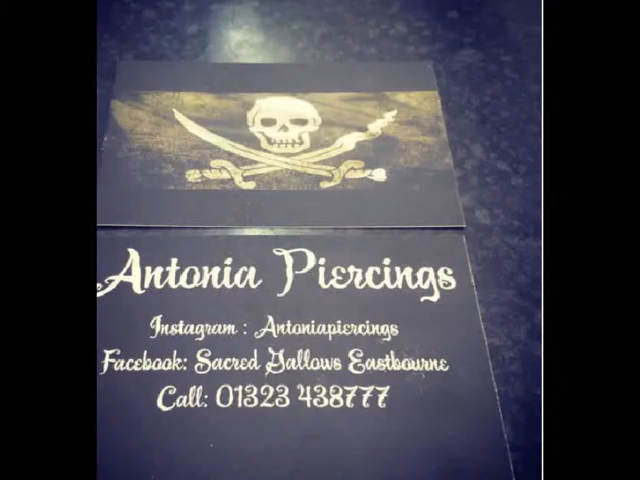 Antonia Piercings
Instagram : Antoniapiercings
Facebook: Sacred Gallows Eastbourne
Call: 01323 438777